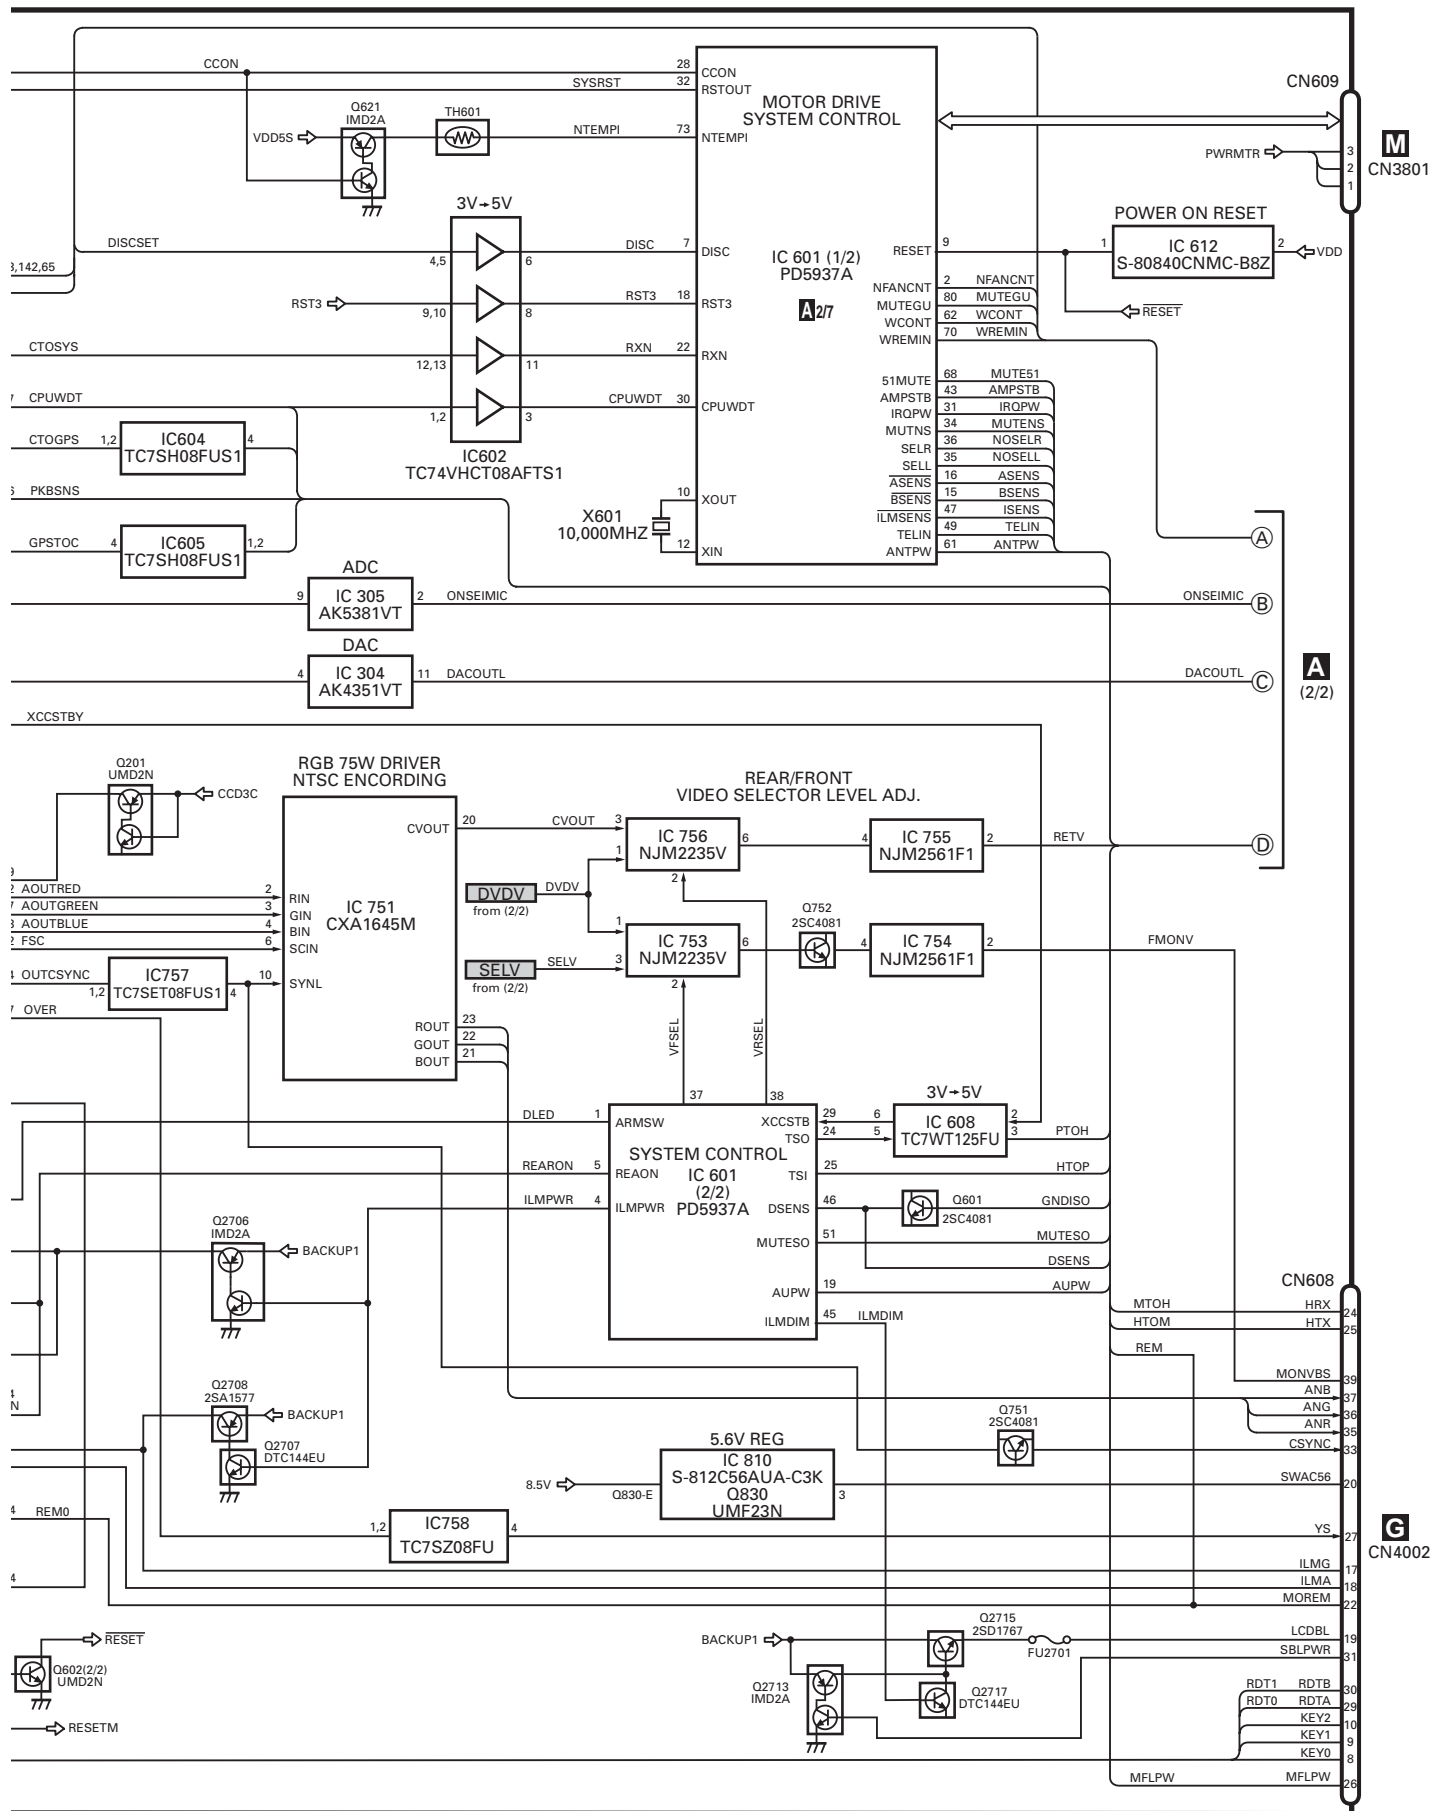 CCON
SYSRST
28
CCON
32
RSTOUT
MOTOR DRIVE
SYSTEM CONTROL
CN609
Q621
IMD2A
TH601
VDD5S
NTEMPI
73
NTEMPI
PWRMTR
3
2
1
M
CN3801
3V→5V
POWER ON RESET
DISCSET
4,5
6
DISC
7
DISC
RESET
9
1
IC 612
S-80840CNMC-B8Z
2
VDD
3,142,65
IC 601 (1/2)
PD5937A
A 2/7
RST3
9,10
8
RST3
18
RST3
NFANCNT
2
NFANCNT
MUTEGU
80
MUTEGU
WCONT
62
WCONT
WREMIN
70
WREMIN
RESET
CTOSYS
12,13
11
RXN
22
RXN
7
CPUWDT
1,2
3
CPUWDT
30
CPUWDT
51MUTE
68
MUTE51
AMPSTB
43
AMPSTB
IRQPW
31
IRQPW
MUTNS
34
MUTENS
SELR
36
NOSELR
SELL
35
NOSELL
ASENS
16
ASENS
BSENS
15
BSENS
ILMSENS
47
ISENS
TELIN
49
TELIN
ANTPW
61
ANTPW
CTOGPS
1,2
IC604
TC7SH08FUS1
4
IC602
TC74VHCT08AFTS1
PKBSNS
10
XOUT
X601
10,000MHZ
12
XIN
GPSTOC
4
IC605
TC7SH08FUS1
1,2
A
ADC
9
IC 305
AK5381VT
2
ONSEIMIC
ONSEIMIC
B
DAC
4
IC 304
AK4351VT
11
DACOUTL
DACOUTL
C
A
(2/2)
XCCSTBY
Q201
UMD2N
CCD3C
RGB 75W DRIVER
NTSC ENCORDING
REAR/FRONT
VIDEO SELECTOR LEVEL ADJ.
CVOUT
20
CVOUT
3
1
2
IC 756
NJM2235V
6
4
IC 755
NJM2561F1
2
RETV
D
9
2
AOUTRED
2
RIN
7
AOUTGREEN
3
GIN
3
AOUTBLUE
4
BIN
2
FSC
6
SCIN
IC 751
CXA1645M
DVDV
from (2/2)
DVDV
1
3
2
IC 753
NJM2235V
6
Q752
2SC4081
4
IC 754
NJM2561F1
2
FMONV
SELV
from (2/2)
SELV
4
OUTCSYNC
1,2
IC757
TC7SET08FUS1
4
10
SYNL
7
OVER
ROUT
23
GOUT
22
BOUT
21
VFSEL
VRSEL
37
38
3V→5V
DLED
1
ARMSW
XCCSTB
29
6
TSO
24
5
IC 608
TC7WT125FU
2
3
PTOH
SYSTEM CONTROL
IC 601
(2/2)
PD5937A
REARON
5
REAON
TSI
25
HTOP
ILMPWR
4
ILMPWR
DSENS
46
Q601
2SC4081
GNDISO
MUTESO
51
MUTESO
DSENS
AUPW
19
AUPW
ILMDIM
45
ILMDIM
Q2706
IMD2A
BACKUP1
CN608
MTOH
HRX
24
HTOM
HTX
25
REM
4
N
Q2708
2SA1577
BACKUP1
Q2707
DTC144EU
MONVBS
39
ANB
37
ANG
36
ANR
35
Q751
2SC4081
CSYNC
33
5.6V REG
8.5V
Q830-E
IC 810
S-812C56AUA-C3K
Q830
UMF23N
3
SWAC56
20
4
REM0
1,2
IC758
TC7SZ08FU
4
YS
27
G
CN4002
ILMG
17
4
ILMA
18
MOREM
22
RESET
Q602(2/2)
UMD2N
RESETM
BACKUP1
Q2715
2SD1767
FU2701
LCDBL
19
SBLPWR
31
Q2713
IMD2A
Q2717
DTC144EU
RDT1
RDTB
30
RDT0
RDTA
29
KEY2
10
KEY1
9
KEY0
8
MFLPW
MFLPW
26